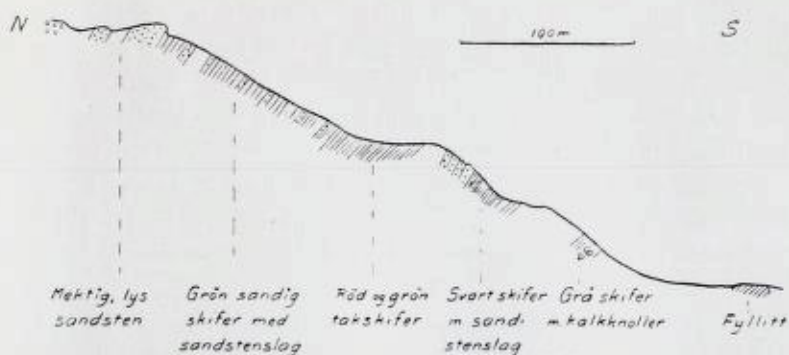 N
100m
S
Mektig, lys
sandsten
Grön sandig
skifer med
sandstenslag
Röd og grön
takskifer
Svart skifer
m sand-
stenslag
Grå skifer
m. kalkknoller
Fyllitt